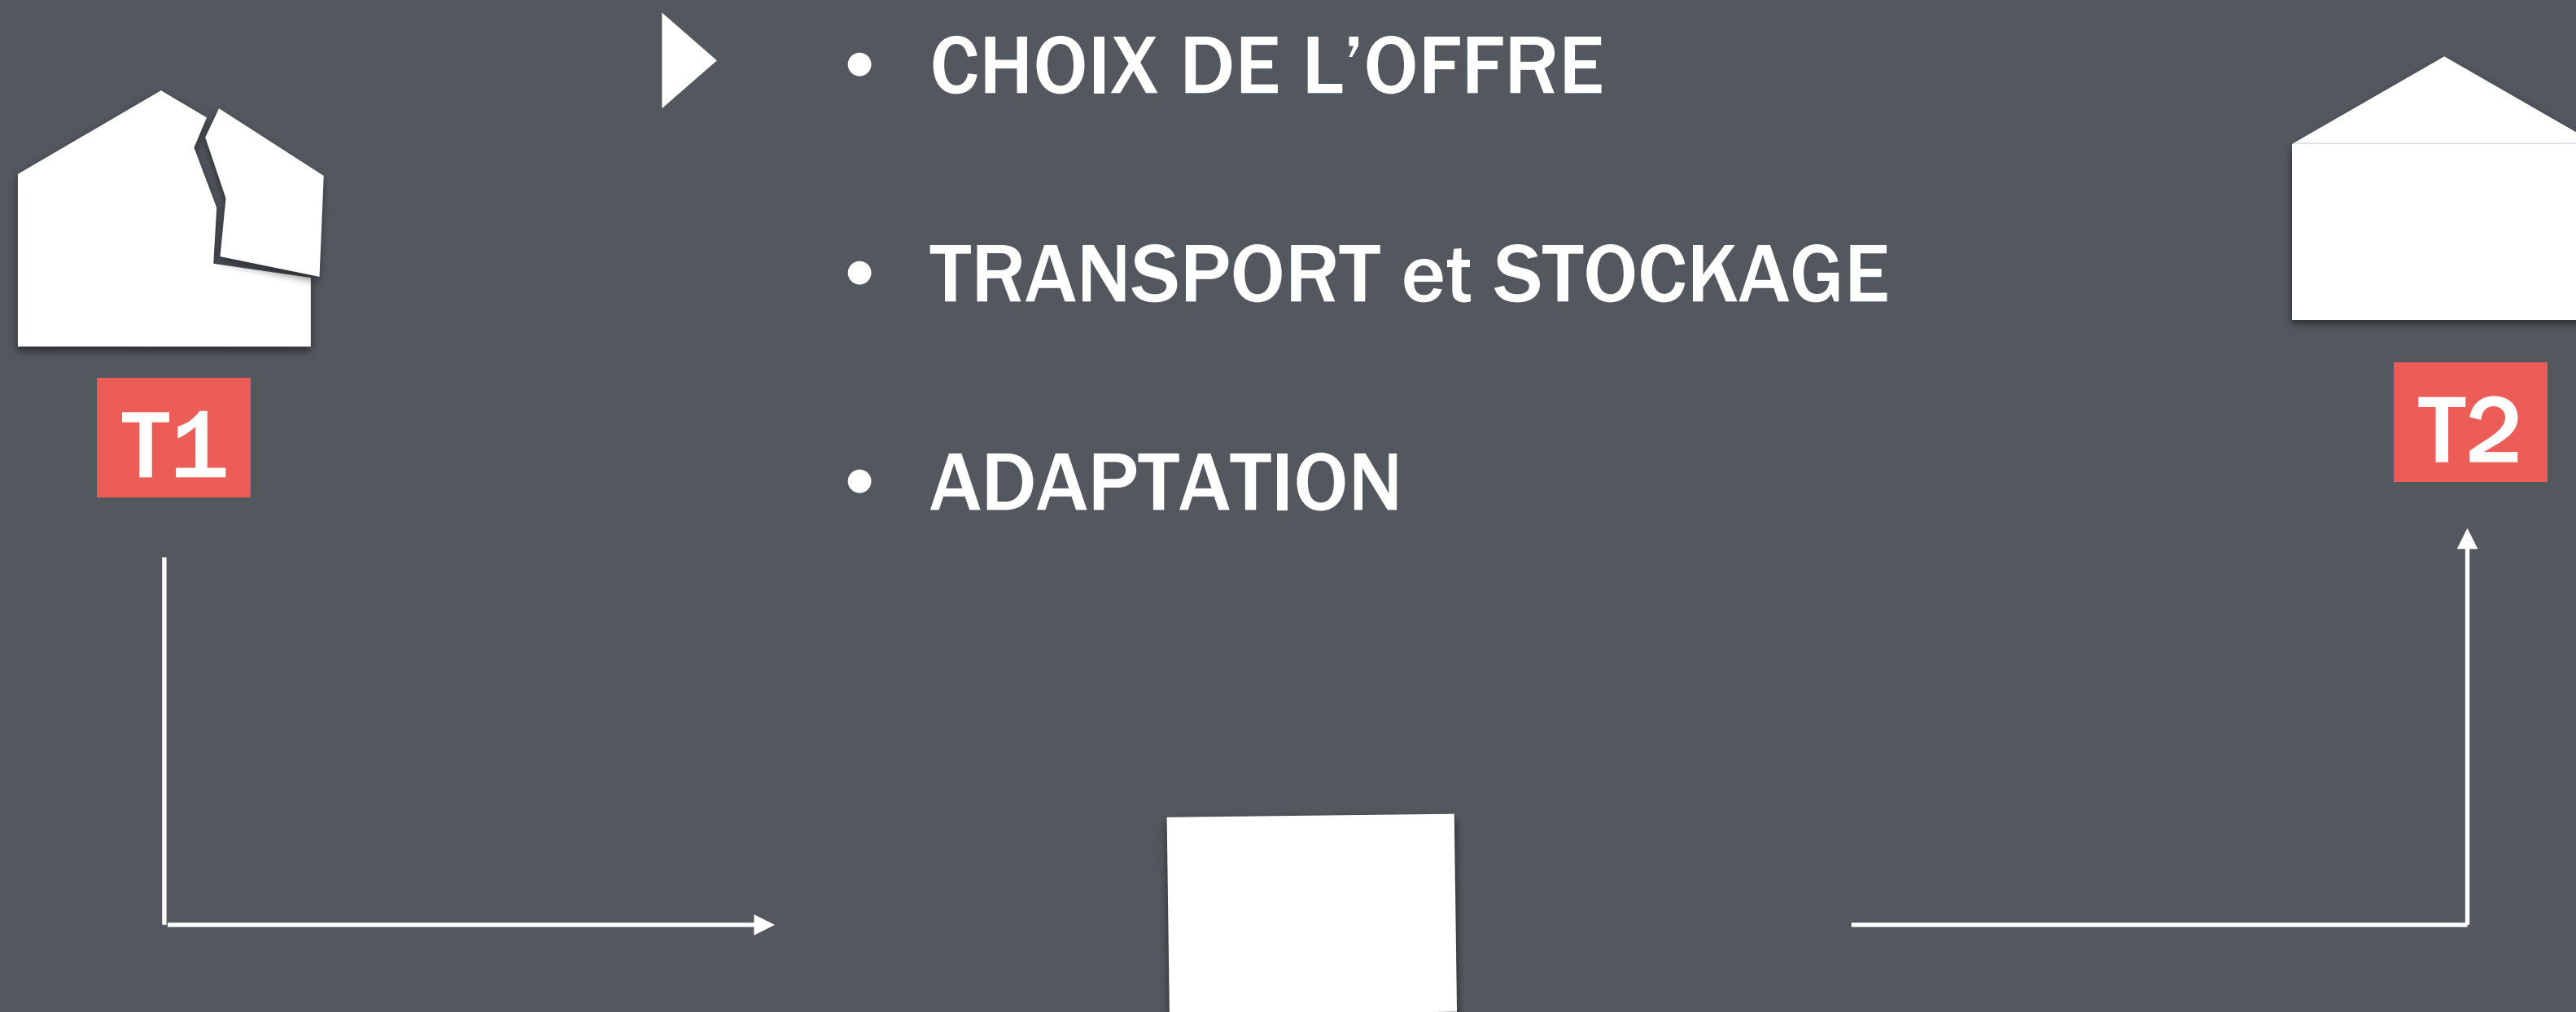 • CHOIX DE L’OFFRE
• TRANSPORT et STOCKAGE
• ADAPTATION
T1
T2